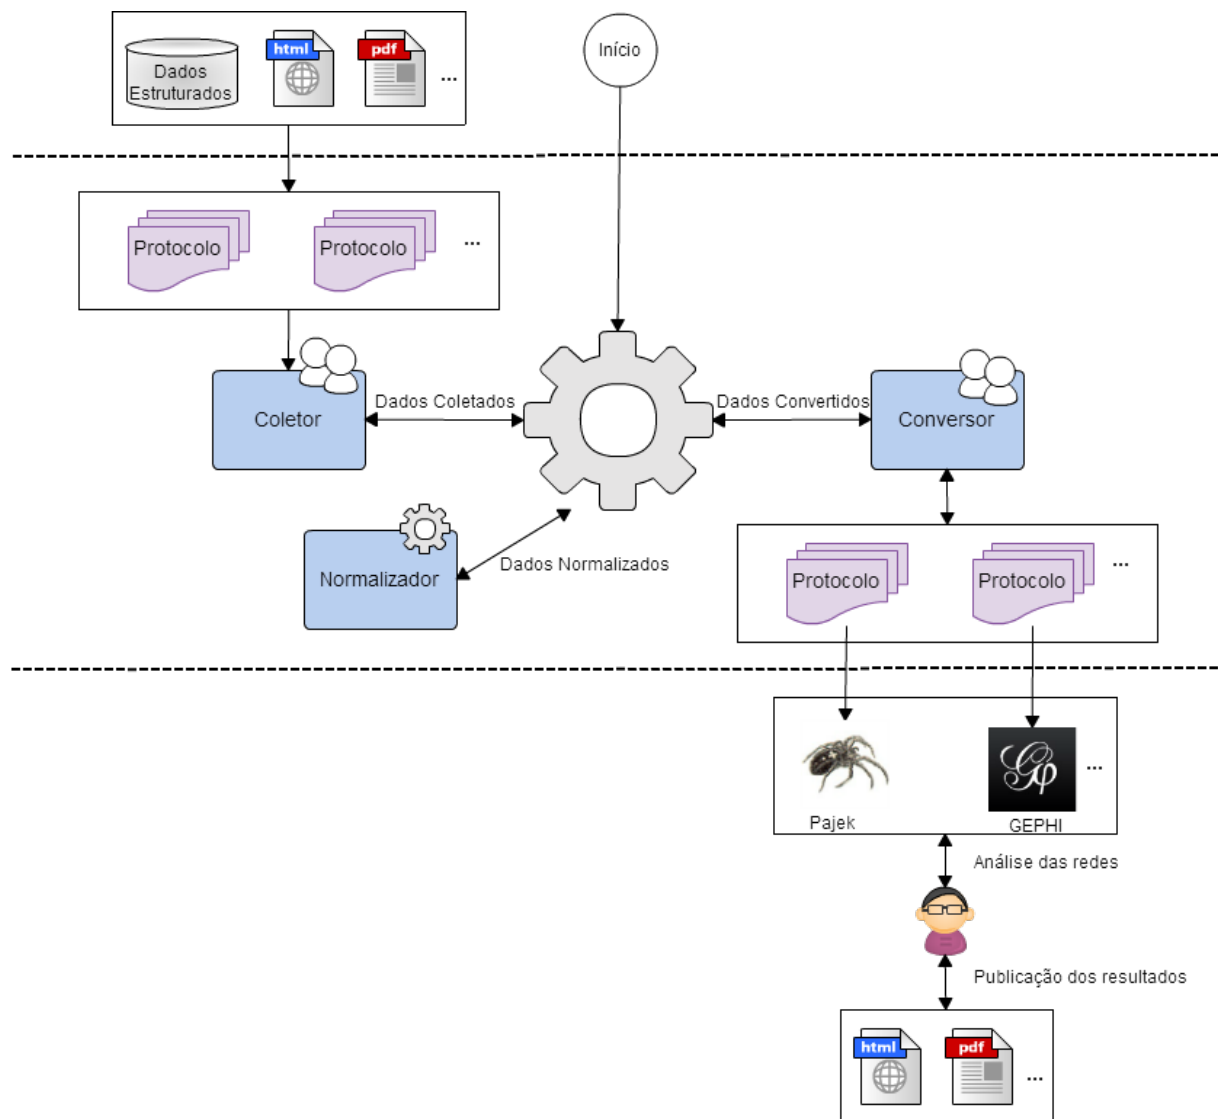 html
pdf
Dados
Estruturados
...
Início
Protocolo
Protocolo
...
Coletor
Dados Coletados
Dados Convertidos
Conversor
Normalizador
Dados Normalizados
Protocolo
Protocolo
...
Pajek
GEPHI
...
Análise das redes
Publicação dos resultados
html
pdf
...